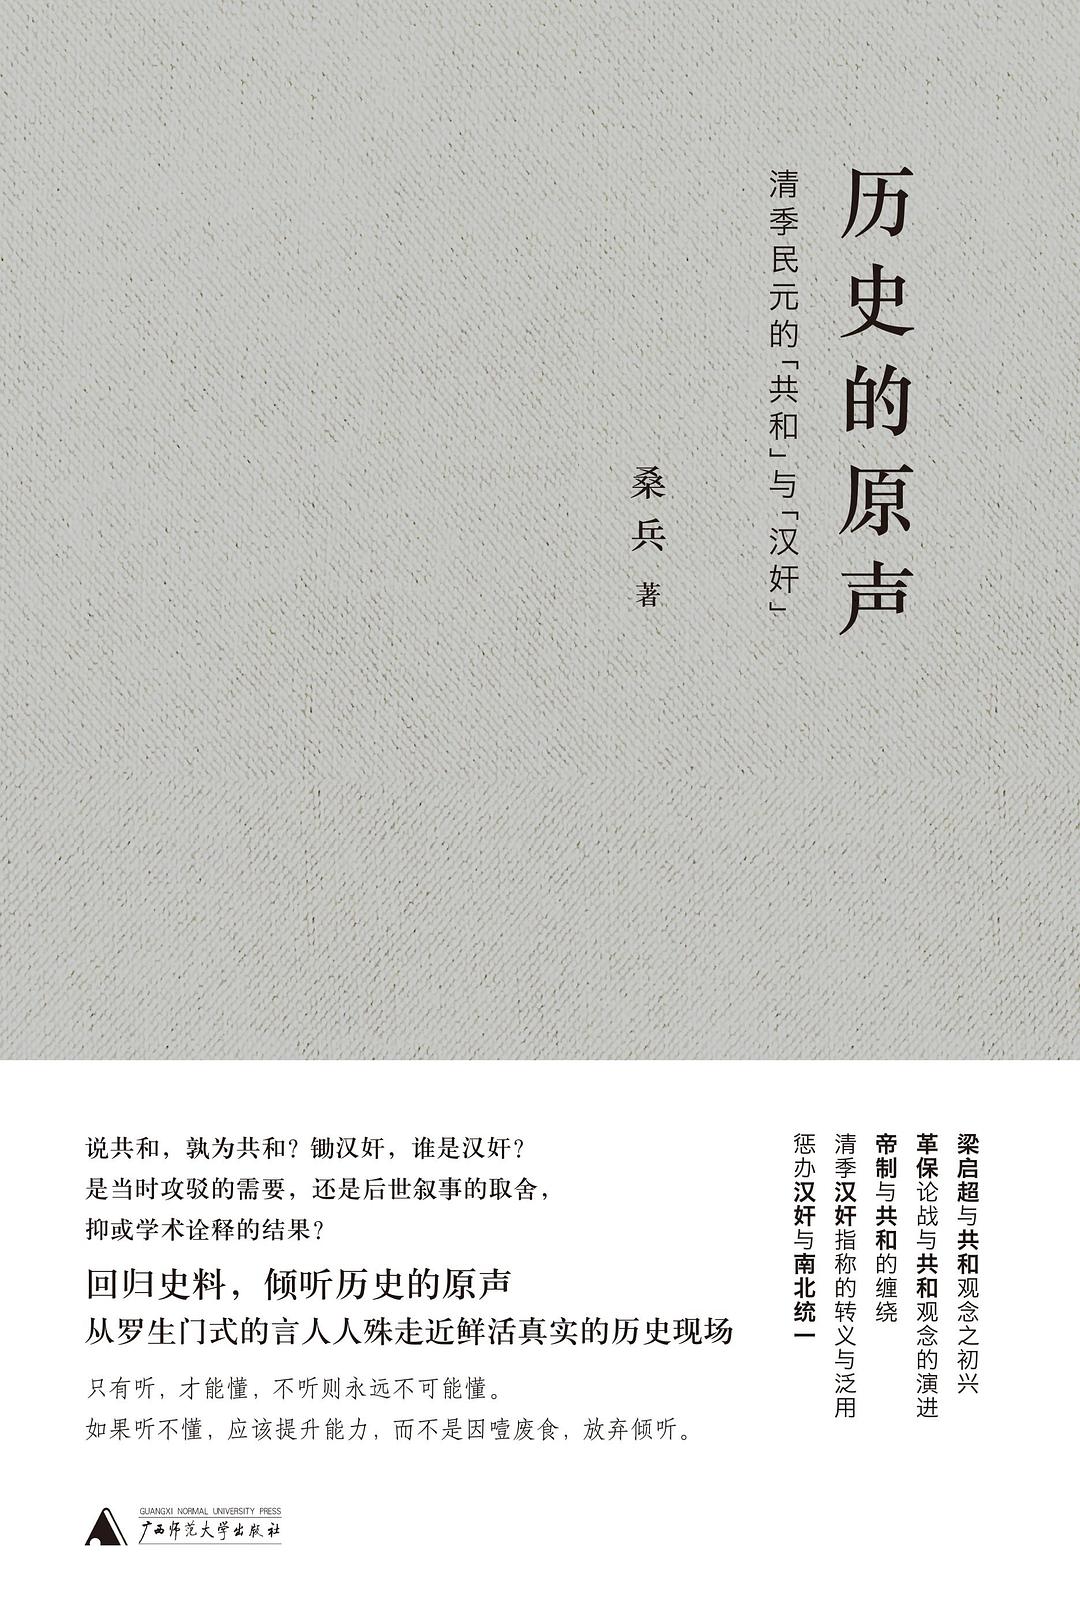 历史的原声
清季民元的「共和」与「汉奸」
桑兵 著
说共和，孰为共和？锄汉奸，谁是汉奸？
是当时攻驳的需要，还是后世叙事的取舍，
抑或学术诠释的结果？
回归史料，倾听历史的原声
从罗生门式的言人人殊走近鲜活真实的历史现场
只有听，才能懂，不听则永远不可能懂。
如果听不懂，应该提升能力，而不是因噎废食，放弃倾听。
梁启超与共和观念之初兴
革保论战与共和观念的演进
帝制与共和的缠绕
清季汉奸指称的转义与泛用
惩办汉奸与南北统一
GUANGXI NORMAL UNIVERSITY PRESS
广西师范大学出版社